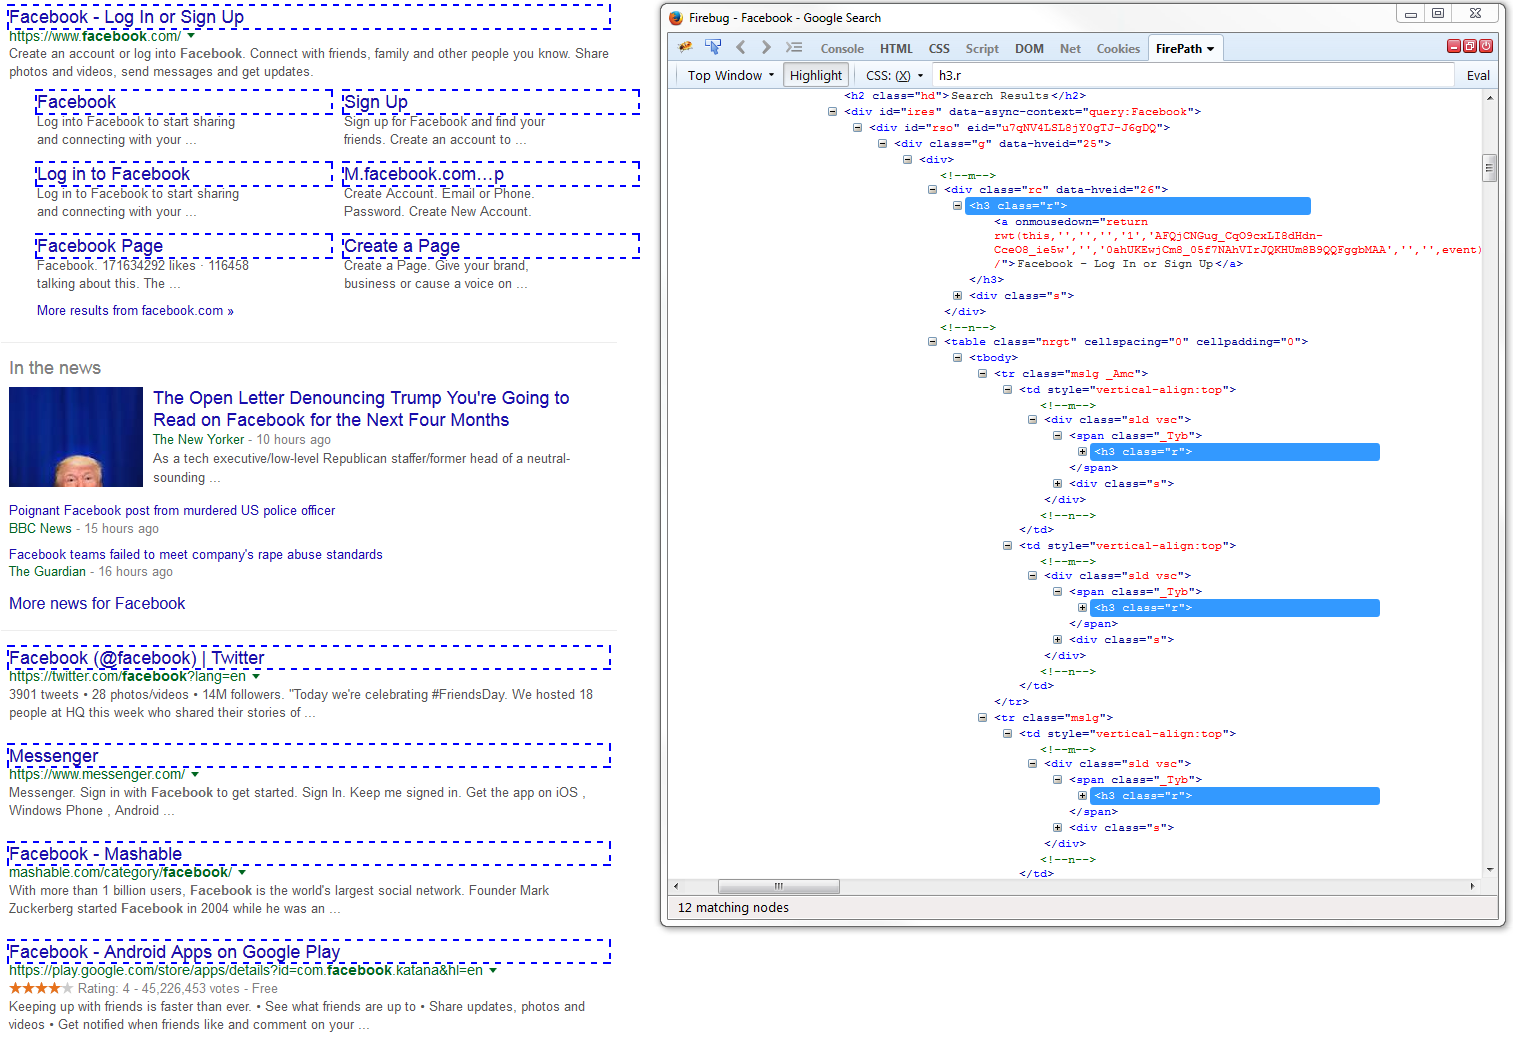 Facebook - Log In or Sign Up
https://www.facebook.com/
Create an account or log into Facebook. Connect with friends, family and other people you know. Share
photos and videos, send messages and get updates.
Facebook
Log into Facebook to start sharing
and connecting with your ...
Sign Up
Sign up for Facebook and find your
friends. Create an account to ...
Log in to Facebook
Log in to Facebook to start sharing
and connecting with your ...
M.facebook.com...p
Create Account. Email or Phone.
Password. Create New Account.
Facebook Page
Facebook. 171634292 likes · 116458
talking about this. The ...
Create a Page
Create a Page. Give your brand,
business or cause a voice on ...
More results from facebook.com »
In the news
The Open Letter Denouncing Trump You're Going to
Read on Facebook for the Next Four Months
The New Yorker - 10 hours ago
As a tech executive/low-level Republican staffer/former head of a neutral-
sounding ...
Poignant Facebook post from murdered US police officer
BBC News - 15 hours ago
Facebook teams failed to meet company's rape abuse standards
The Guardian - 16 hours ago
More news for Facebook
Facebook (@facebook) | Twitter
https://twitter.com/facebook?lang=en
3901 tweets • 28 photos/videos • 14M followers. "Today we're celebrating #FriendsDay. We hosted 18
people at HQ this week who shared their stories of ...
Messenger
https://www.messenger.com/
Messenger. Sign in with Facebook to get started. Sign In. Keep me signed in. Get the app on iOS ,
Windows Phone , Android ...
Facebook - Mashable
mashable.com/category/facebook/
With more than 1 billion users, Facebook is the world's largest social network. Founder Mark
Zuckerberg started Facebook in 2004 while he was an ...
Facebook - Android Apps on Google Play
https://play.google.com/store/apps/details?id=com.facebook.katana&hl=en
Rating: 4 - 45,226,453 votes - Free
Keeping up with friends is faster than ever. • See what friends are up to • Share updates, photos and
videos • Get notified when friends like and comment on your ...
Firebug - Facebook - Google Search
Console HTML CSS Script DOM Net Cookies FirePath
Top Window Highlight CSS: (X) h3.r Eval
<h2 class="hd">Search Results</h2>
<div id="ires" data-async-context="query:Facebook">
<div id="rso" eid="u7qNV4LSL8jY0gTJ-J6gDQ">
<div class="g" data-hveid="25">
<div>
<!--m-->
<div class="rc" data-hveid="26">
<h3 class="r">
<a onmousedown="return
rwt(this,'','','','1','AFQjCNGug_CqO9cxLI8dHdn-
CceO8_ie5w','','0ahUKEwjCm8_05f7NAhVIrJQKHUm8B9QQFggbMAA','','',event)
/">Facebook - Log In or Sign Up</a>
</h3>
<div class="s">
</div>
<!--n-->
<table class="nrgt" cellspacing="0" cellpadding="0">
<tbody>
<tr class="mslg _Amc">
<td style="vertical-align:top">
<!--m-->
<div class="sld vsc">
<span class="_Tyb">
<h3 class="r">
</span>
<div class="s">
</div>
<!--n-->
</td>
<td style="vertical-align:top">
<!--m-->
<div class="sld vsc">
<span class="_Tyb">
<h3 class="r">
</span>
<div class="s">
</div>
<!--n-->
</td>
</tr>
<tr class="mslg">
<td style="vertical-align:top">
<!--m-->
<div class="sld vsc">
<span class="_Tyb">
<h3 class="r">
</span>
<div class="s">
</div>
<!--n-->
</td>
12 matching nodes